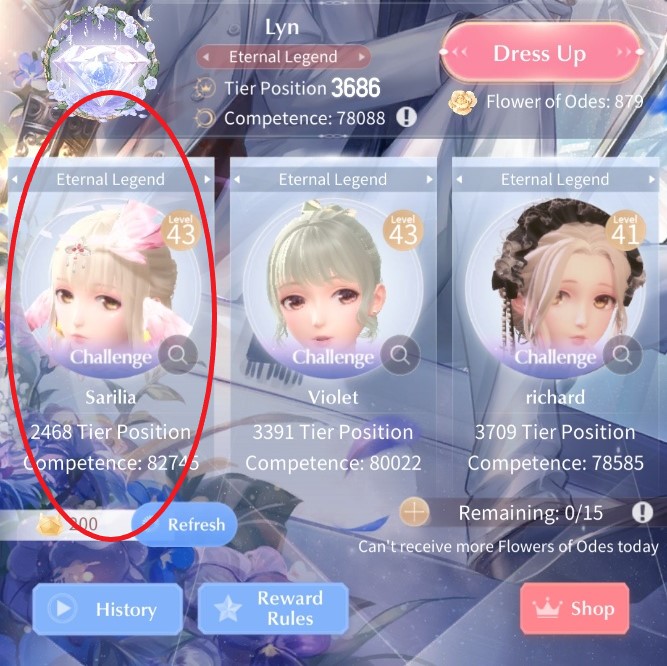 Lyn
Eternal Legend
Tier Position 3686
Competence: 78088
Dress Up
Flower of Odes: 879
Eternal Legend
Level
43
Challenge
Sarilia
2468 Tier Position
Competence: 82745
Eternal Legend
Level
43
Challenge
Violet
3391 Tier Position
Competence: 80022
Eternal Legend
Level
41
Challenge
richard
3709 Tier Position
Competence: 78585
200
Refresh
Remaining: 0/15
Can't receive more Flowers of Odes today
History
Reward
Rules
Shop